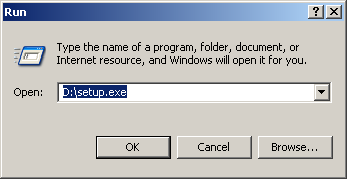 Run
Type the name of a program, folder, document, or
Internet resource, and Windows will open it for you.
Open: D:\setup.exe
OK Cancel Browse...